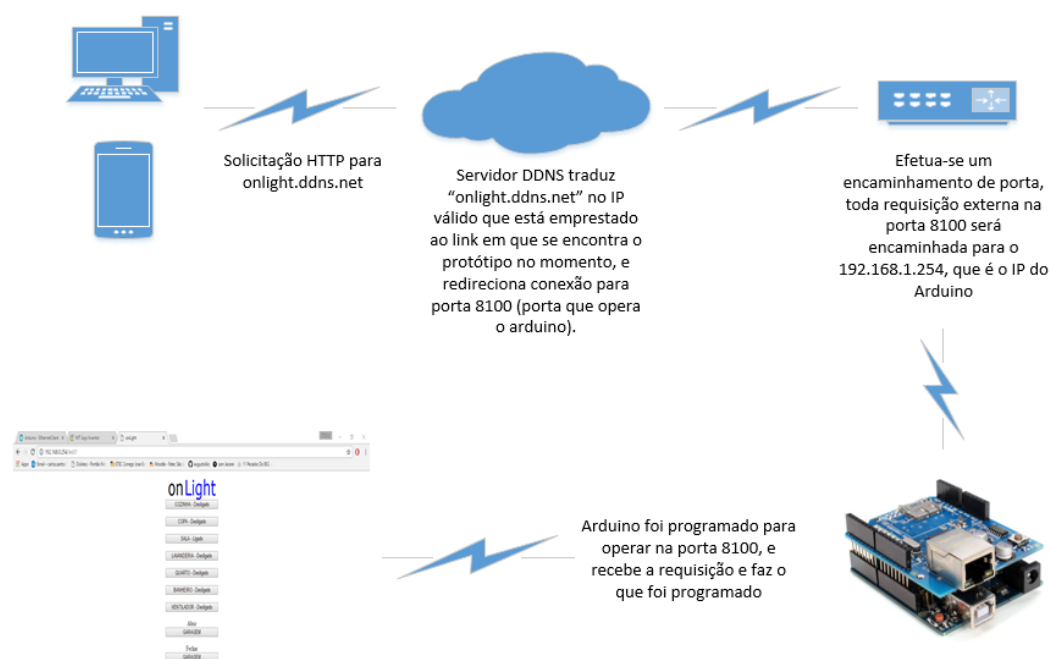 Solicitação HTTP para
onlight.ddns.net
Servidor DDNS traduz
“onlight.ddns.net” no IP
válido que está emprestado
ao link em que se encontra o
protótipo no momento, e
redireciona conexão para
porta 8100 (porta que opera
o arduino).
Efetua-se um
encaminhamento de porta,
toda requisição externa na
porta 8100 será
encaminhada para o
192.168.1.254, que é o IP do
Arduino
onLight
COZINHA - Desligado
COPA - Desligado
SALA - Ligado
LAVANDERIA - Desligado
QUARTO - Desligado
BANHEIRO - Desligado
VENTILADOR - Desligado
Abrir
GARAGEM
Fechar
GARAGEM
Arduino foi programado para
operar na porta 8100, e
recebe a requisição e faz o
que foi programado